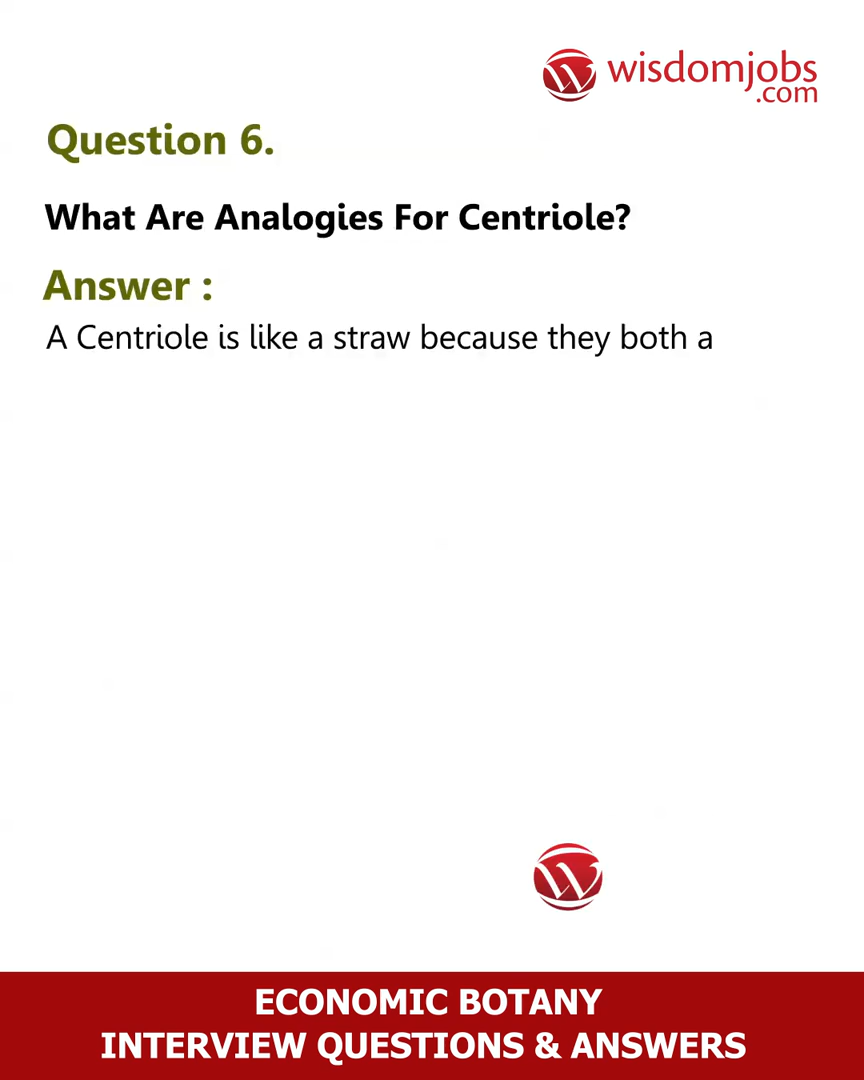 wisdomjobs
.com
Question 6.
What Are Analogies For Centriole?
Answer :
A Centriole is like a straw because they both a
W
ECONOMIC BOTANY
INTERVIEW QUESTIONS & ANSWERS